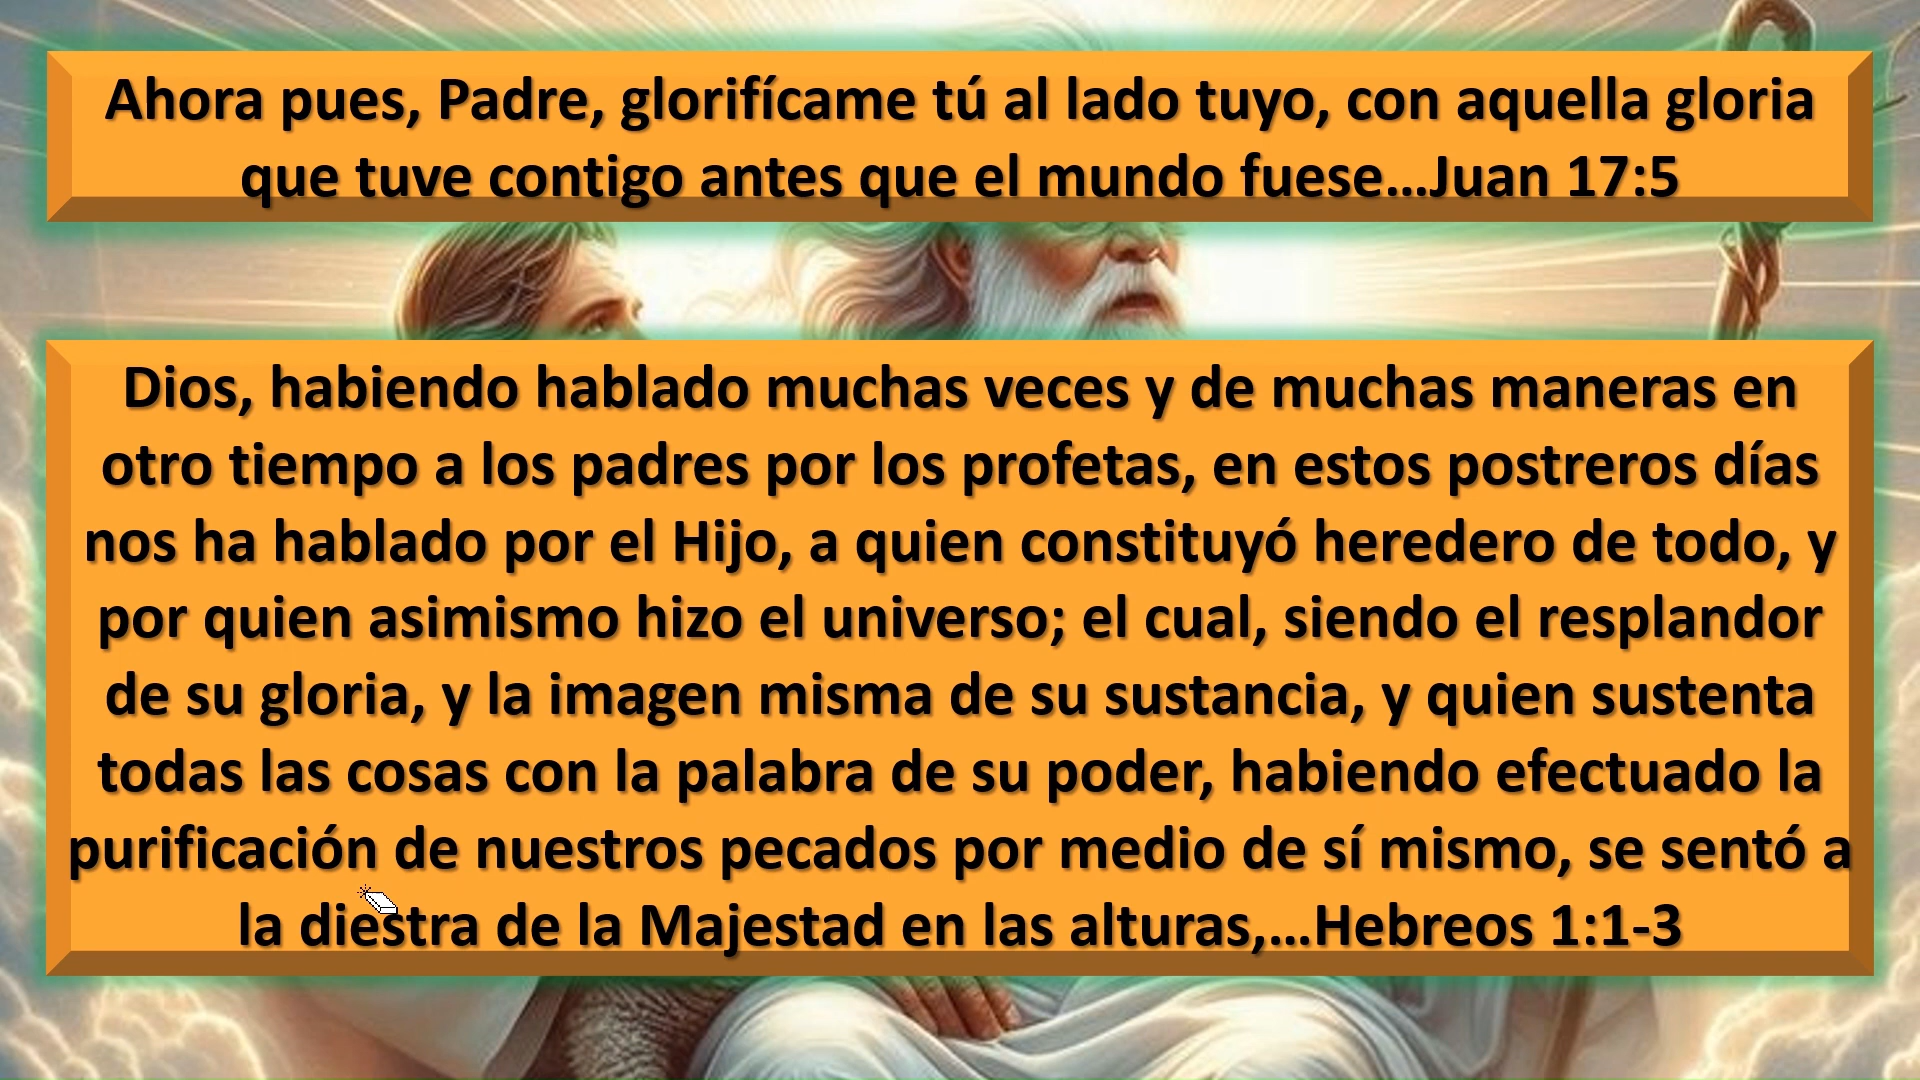 Ahora pues, Padre, glorifícame tú al lado tuyo, con aquella gloria
que tuve contigo antes que el mundo fuese…Juan 17:5
Dios, habiendo hablado muchas veces y de muchas maneras en
otro tiempo a los padres por los profetas, en estos postreros días
nos ha hablado por el Hijo, a quien constituyó heredero de todo, y
por quien asimismo hizo el universo; el cual, siendo el resplandor
de su gloria, y la imagen misma de su sustancia, y quien sustenta
todas las cosas con la palabra de su poder, habiendo efectuado la
purificación de nuestros pecados por medio de sí mismo, se sentó a
la diestra de la Majestad en las alturas,…Hebreos 1:1-3